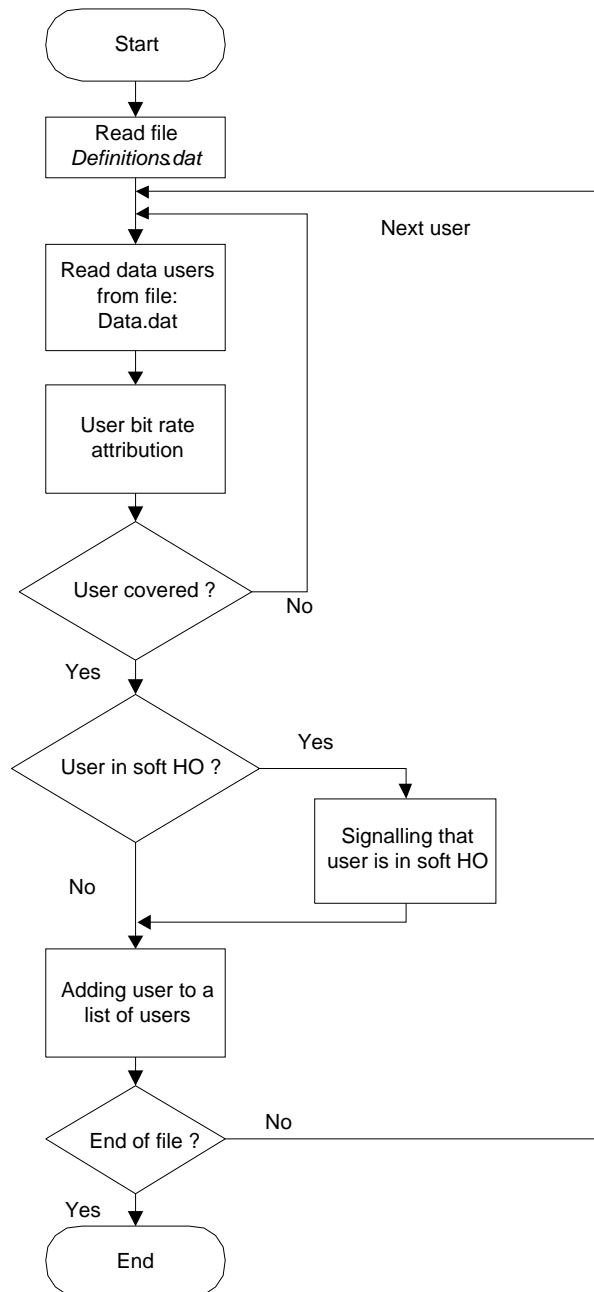 Start
Read file
Definitions.dat
Next user
Read data users
from file:
Data.dat
User bit rate
attribution
User covered ?
No
Yes
User in soft HO ?
Yes
Signalling that
user is in soft HO
No
Adding user to a
list of users
End of file ?
No
Yes
End